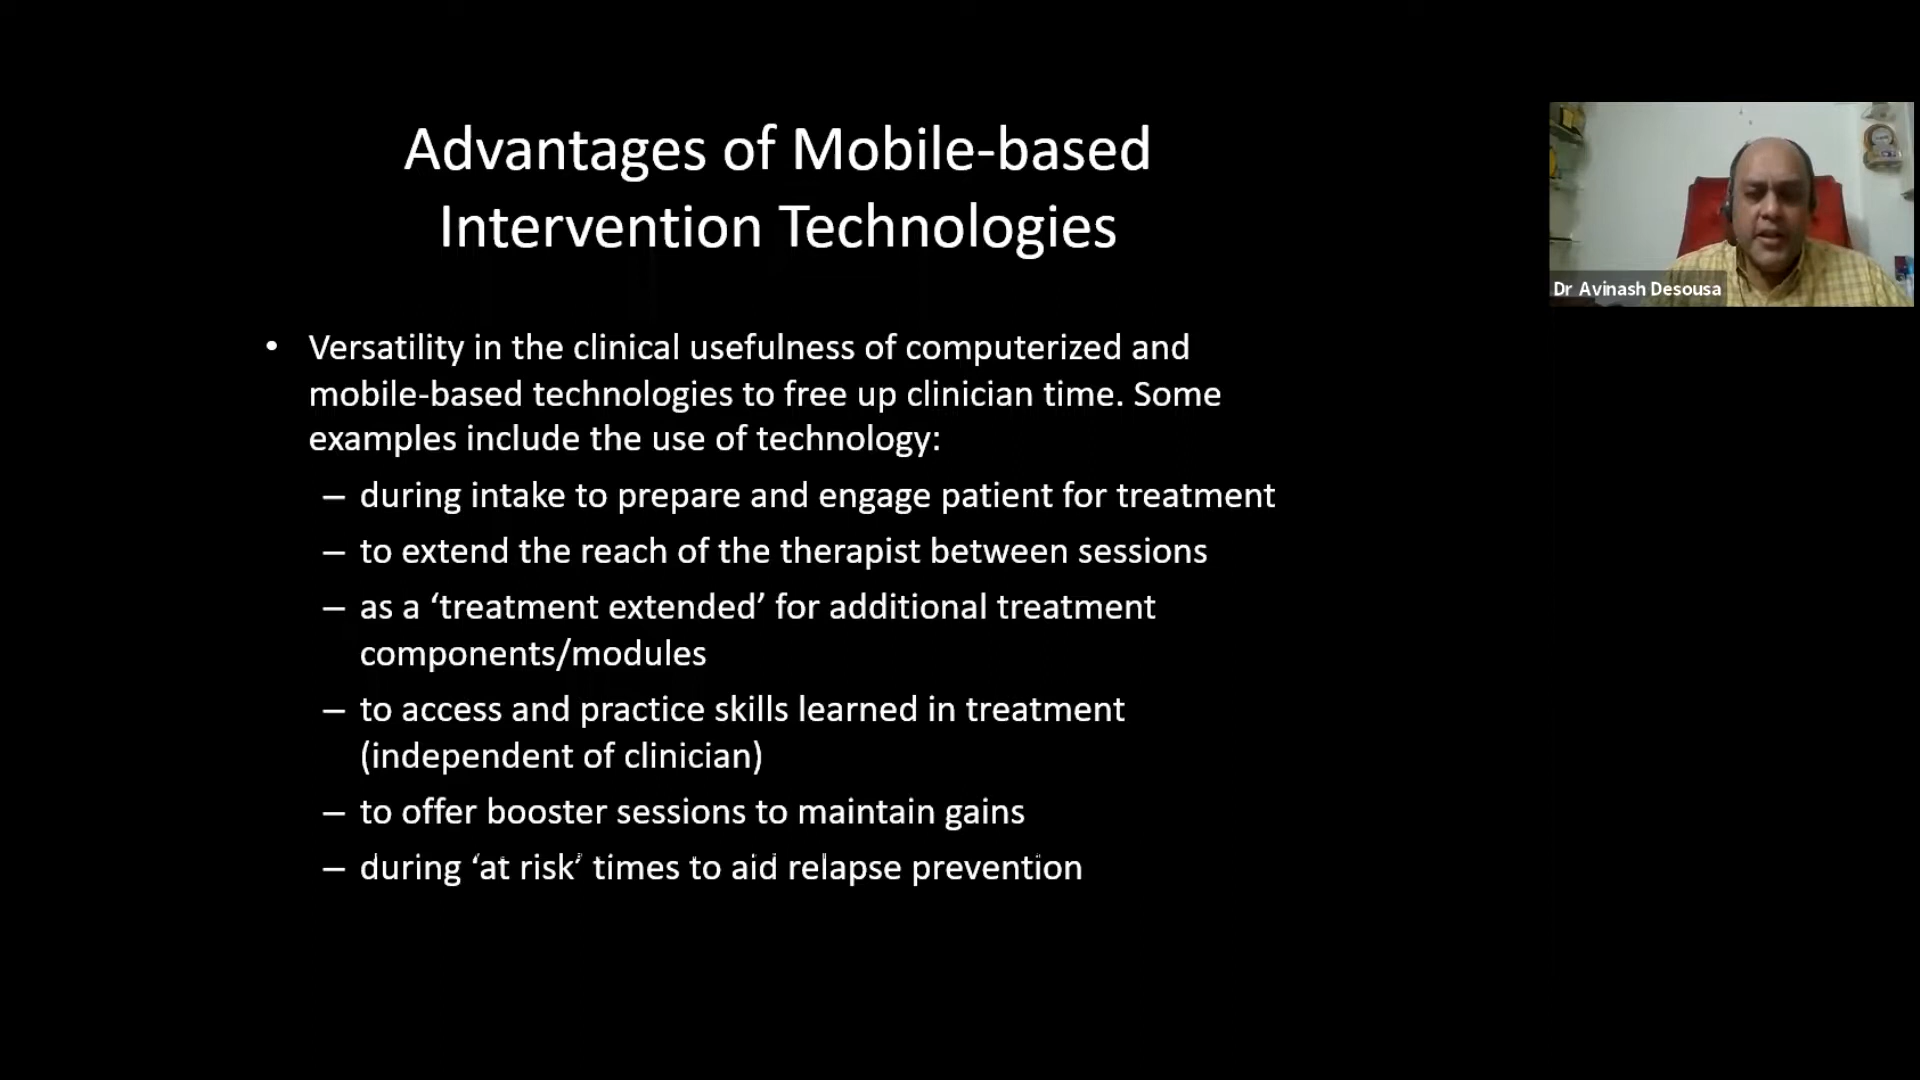 Advantages of Mobile-based
Intervention Technologies
• Versatility in the clinical usefulness of computerized and
mobile-based technologies to free up clinician time. Some
examples include the use of technology:
– during intake to prepare and engage patient for treatment
– to extend the reach of the therapist between sessions
– as a ‘treatment extended’ for additional treatment
components/modules
– to access and practice skills learned in treatment
(independent of clinician)
– to offer booster sessions to maintain gains
– during ‘at risk’ times to aid relapse prevention
Dr Avinash Desousa